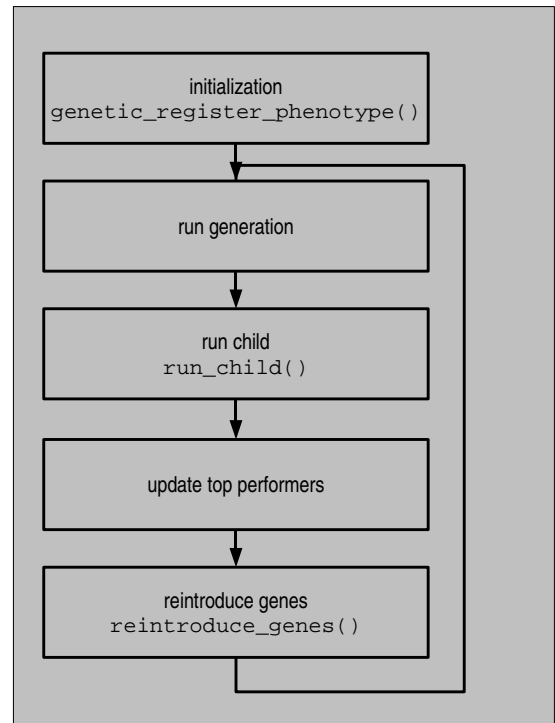 initialization
genetic_register_phenotype()
run generation
run child
run_child()
update top performers
reintroduce genes
reintroduce_genes()